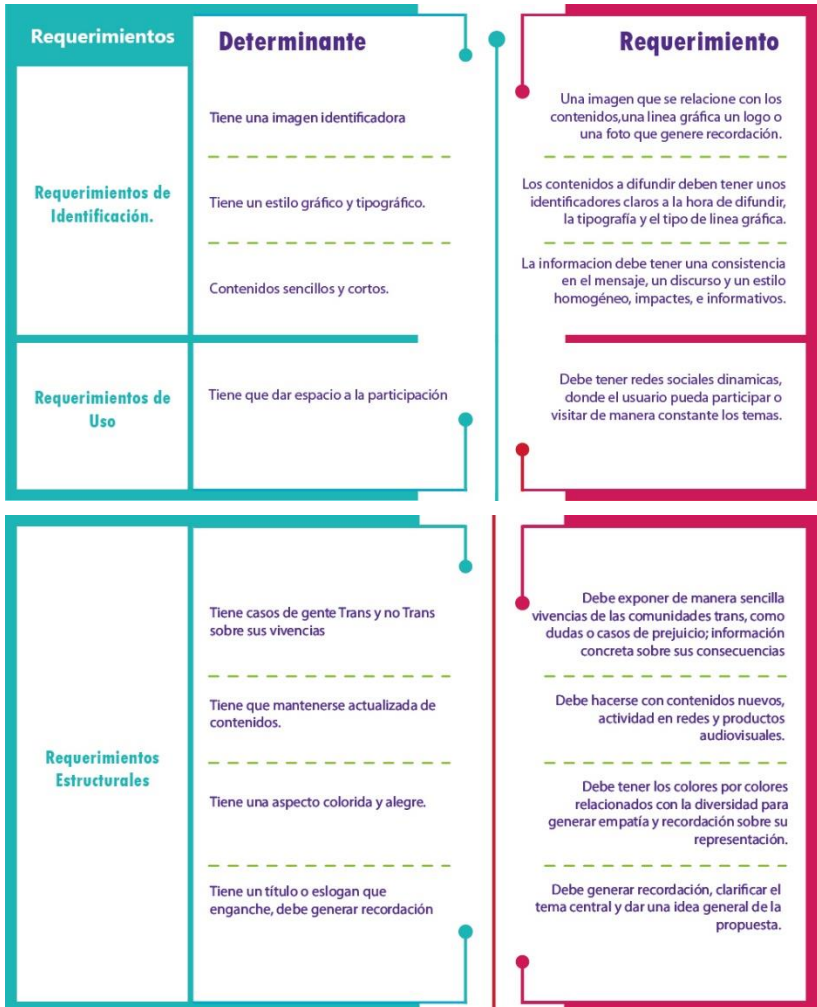 Requerimientos
Determinante
Requerimiento
Requerimientos de
Identificación.
Tiene una imagen identificadora
Una imagen que se relacione con los
contenidos,una linea gráfica un logo o
una foto que genere recordación.
Tiene un estilo gráfico y tipográfico.
Los contenidos a difundir deben tener unos
identificadores claros a la hora de difundir,
la tipografía y el tipo de linea gráfica.
Contenidos sencillos y cortos.
La informacion debe tener una consistencia
en el mensaje, un discurso y un estilo
homogéneo, impactes, e informativos.
Requerimientos de
Uso
Tiene que dar espacio a la participación
Debe tener redes sociales dinamicas,
donde el usuario pueda participar o
visitar de manera constante los temas.
Requerimientos
Estructurales
Tiene casos de gente Trans y no Trans
sobre sus vivencias
Debe exponer de manera sencilla
vivencias de las comunidades trans, como
dudas o casos de prejuicio; información
concreta sobre sus consecuencias
Tiene que mantenerse actualizada de
contenidos.
Debe hacerse con contenidos nuevos,
actividad en redes y productos
audiovisuales.
Tiene una aspecto colorida y alegre.
Debe tener los colores por colores
relacionados con la diversidad para
generar empatía y recordación sobre su
representación.
Tiene un título o eslogan que
enganche, debe generar recordación
Debe generar recordación, clarificar el
tema central y dar una idea general de la
propuesta.